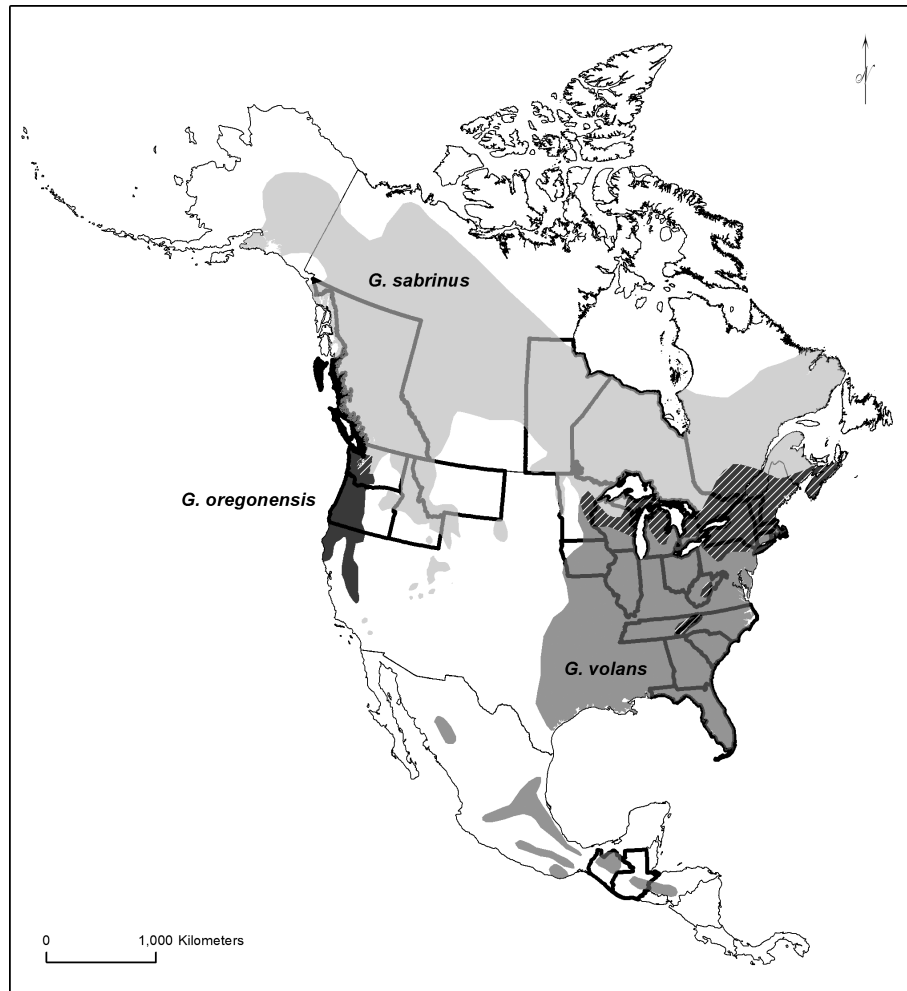 N
G. sabrinus
G. oregonensis
G. volans
0 1,000 Kilometers